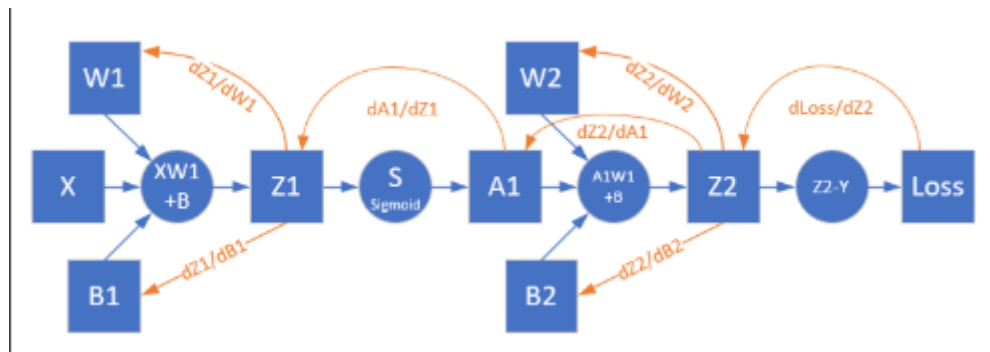 W1
dZ1/dW1
dA1/dZ1
W2
dZ2/dW2
dZ2/dA1
dLoss/dZ2
X
XW1
+B
Z1
S
Sigmoid
A1
A1W1
+B
Z2
Z2-Y
Loss
dZ1/dB1
B1
dZ2/dB2
B2